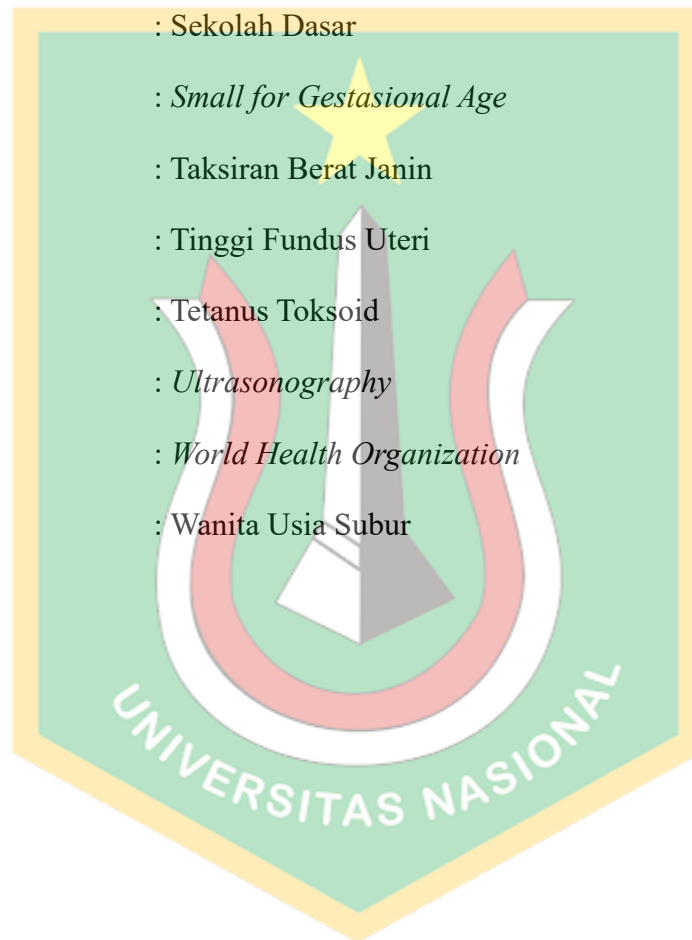 : Sekolah Dasar
: Small for Gestasional Age
: Taksiran Berat Janin
: Tinggi Fundus Uteri
: Tetanus Toksoid
: Ultrasonography
: World Health Organization
: Wanita Usia Subur
UNIVERSITAS NASIONAL